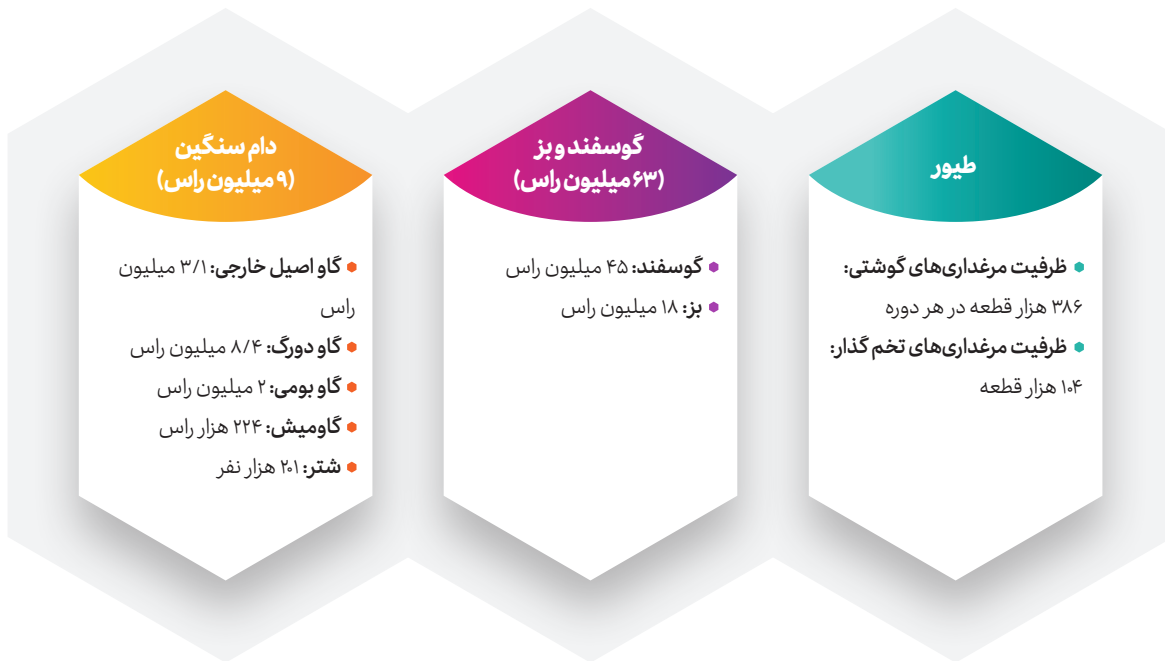 طیور
ظرفیت مرغداری‌های گوشتی:
۳۸۶ هزار قطعه در هر دوره
ظرفیت مرغداری‌های تخم گذار:
۱۰۴ هزار قطعه
گوسفند و بز
(۶۳ میلیون راس)
گوسفند: ۴۵ میلیون راس
بز: ۱۸ میلیون راس
دام سنگین
(۹ میلیون راس)
گاو اصیل خارجی: ۳/۱ میلیون
راس
گاو دورگ: ۸/۴ میلیون راس
گاو بومی: ۲ میلیون راس
گاومیش: ۲۲۴ هزار راس
شتر: ۲۰۱ هزار نفر